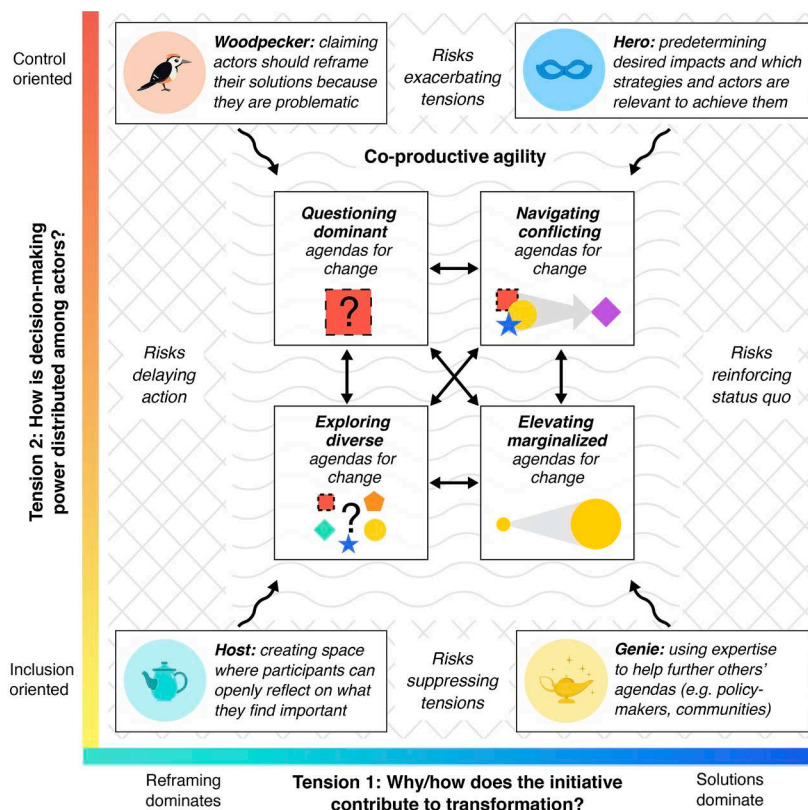 Control
oriented
Woodpecker: claiming
actors should reframe
their solutions because
they are problematic
Risks
exacerbating
tensions
Hero: predetermining
desired impacts and which
strategies and actors are
relevant to achieve them
Co-productive agility
Questioning
dominant
agendas for
change
?
Navigating
conflicting
agendas for
change
Tension 2: How is decision-making
power distributed among actors?
Risks
delaying
action
Risks
reinforcing
status quo
Exploring
diverse
agendas for
change
?
Elevating
marginalized
agendas for
change
Inclusion
oriented
Host: creating space
where participants can
openly reflect on what
they find important
Risks
suppressing
tensions
Genie: using expertise
to help further others’
agendas (e.g. policy-
makers, communities)
Reframing
dominates
Tension 1: Why/how does the initiative
contribute to transformation?
Solutions
dominate